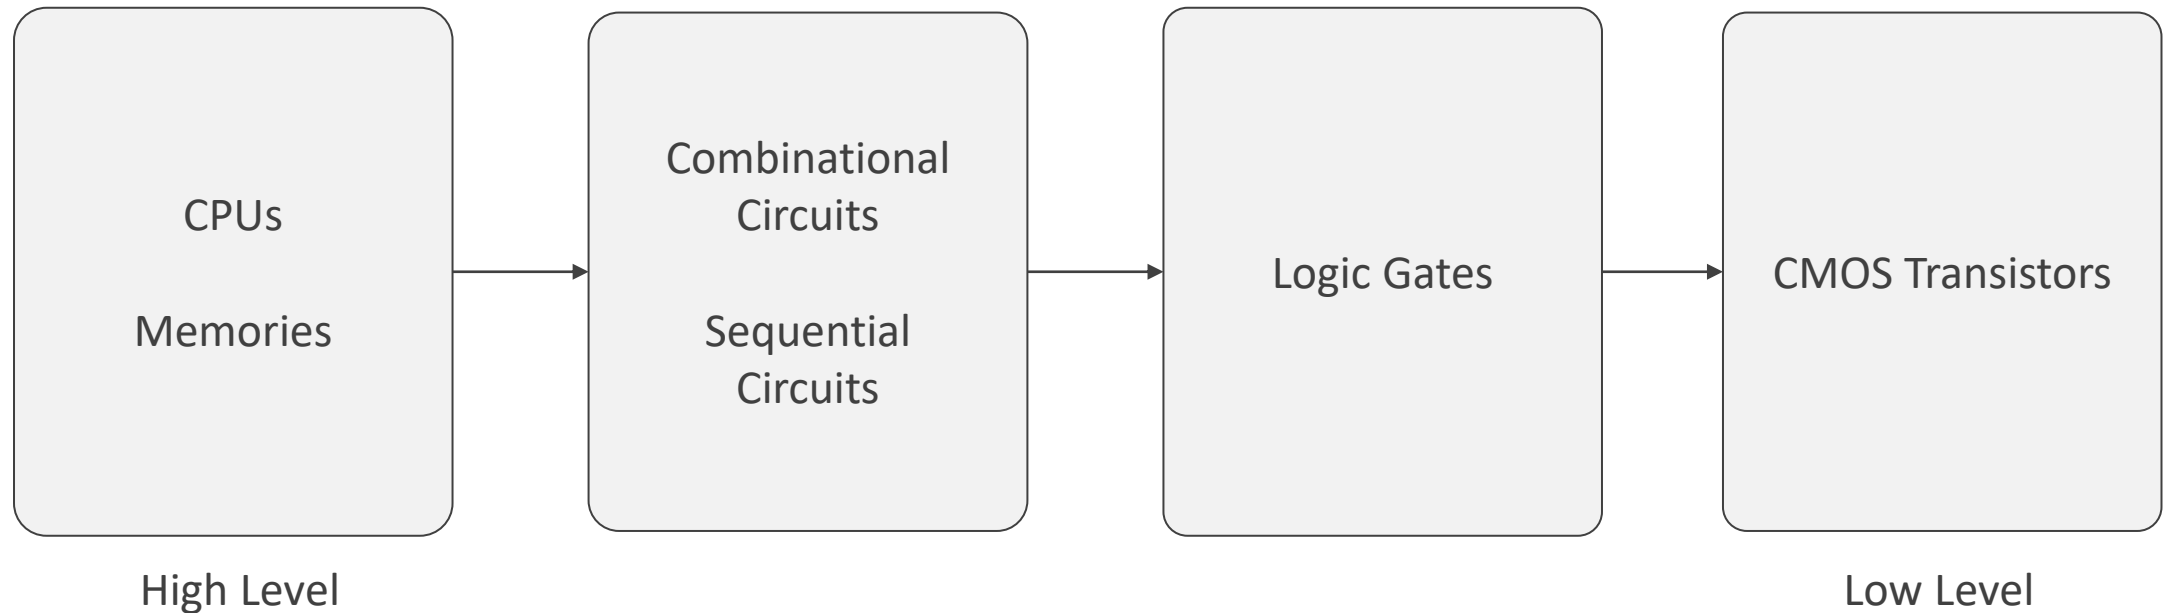 CPUs
Memories
Combinational
Circuits
Sequential
Circuits
Logic Gates
CMOS Transistors
High Level
Low Level